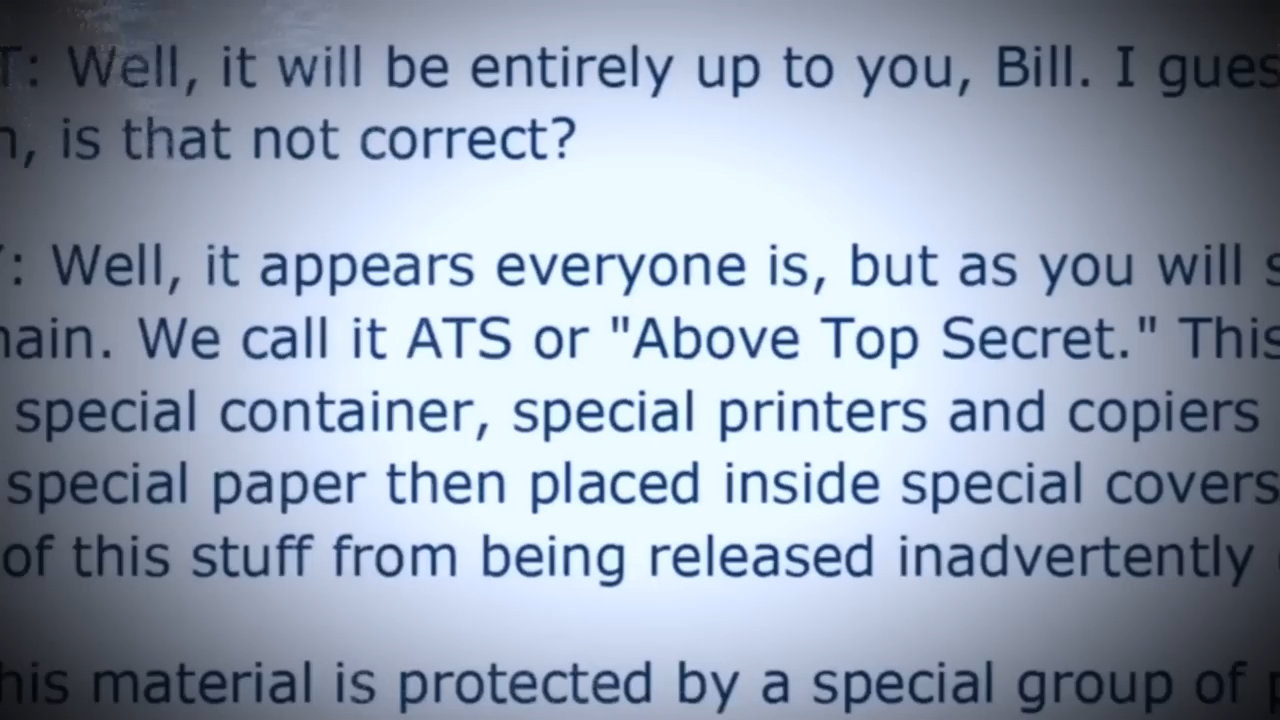 T: Well, it will be entirely up to you, Bill. I gues
n, is that not correct?
Y: Well, it appears everyone is, but as you will s
main. We call it ATS or "Above Top Secret." This
special container, special printers and copiers
special paper then placed inside special covers
of this stuff from being released inadvertently
his material is protected by a special group of p